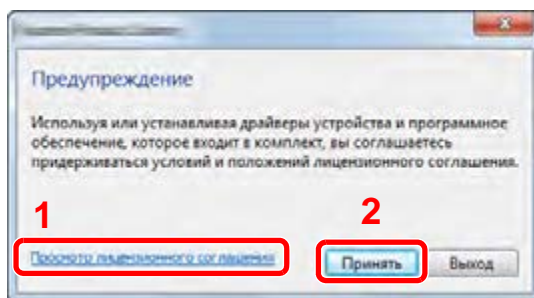 Предупреждение
Используя или устанавливая драйверы устройства и программное
обеспечение, которое входит в комплект, вы соглашаетесь
придерживаться условий и положений лицензионного соглашения.
1
2
Просмотр лицензионного соглашения
Принять
Выход